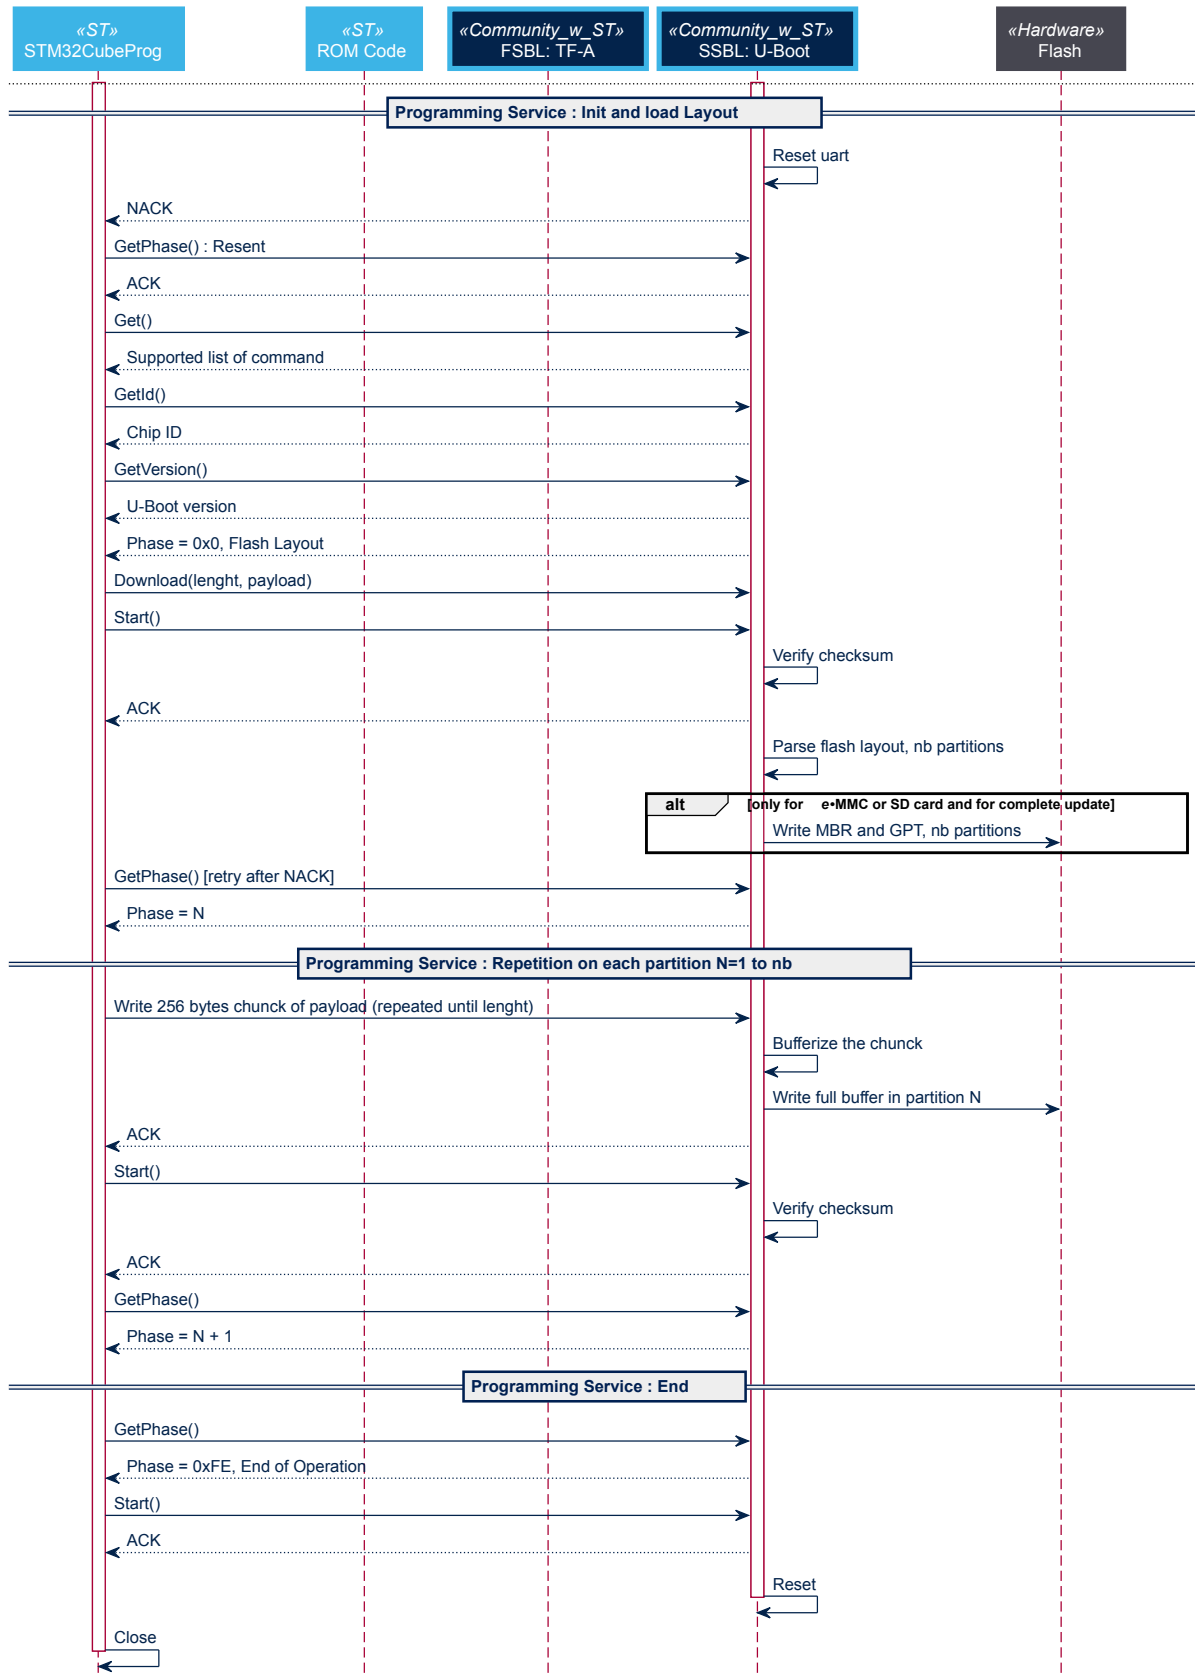 «ST»
STM32CubeProg
«ST»
ROM Code
«Community_w_ST»
FSBL: TF-A
«Community_w_ST»
SSBL: U-Boot
«Hardware»
Flash
Programming Service : Init and load Layout
Reset uart
NACK
GetPhase() : Resent
ACK
Get()
Supported list of command
GetId()
Chip ID
GetVersion()
U-Boot version
Phase = 0x0, Flash Layout
Download(lenght, payload)
Start()
Verify checksum
ACK
Parse flash layout, nb partitions
alt [only for e•MMC or SD card and for complete update]
Write MBR and GPT, nb partitions
GetPhase() [retry after NACK]
Phase = N
Programming Service : Repetition on each partition N=1 to nb
Write 256 bytes chunck of payload (repeated until lenght)
Bufferize the chunck
Write full buffer in partition N
ACK
Start()
Verify checksum
ACK
GetPhase()
Phase = N + 1
Programming Service : End
GetPhase()
Phase = 0xFE, End of Operation
Start()
ACK
Reset
Close